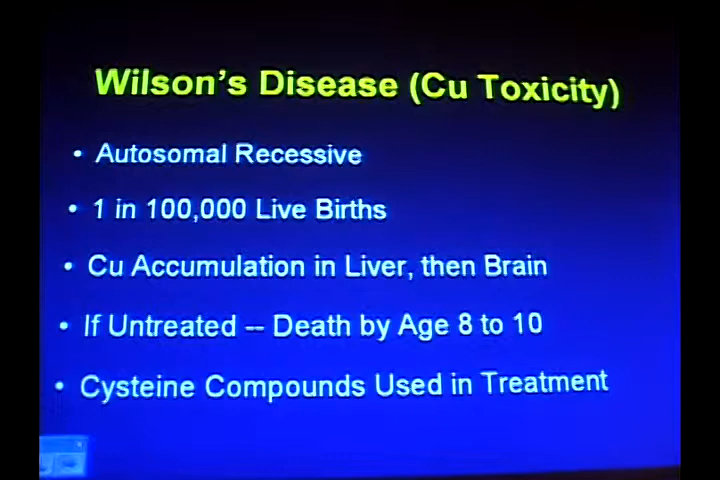 Wilson's Disease (Cu Toxicity)
• Autosomal Recessive
• 1 in 100,000 Live Births
• Cu Accumulation in Liver, then Brain
• If Untreated -- Death by Age 8 to 10
• Cysteine Compounds Used in Treatment